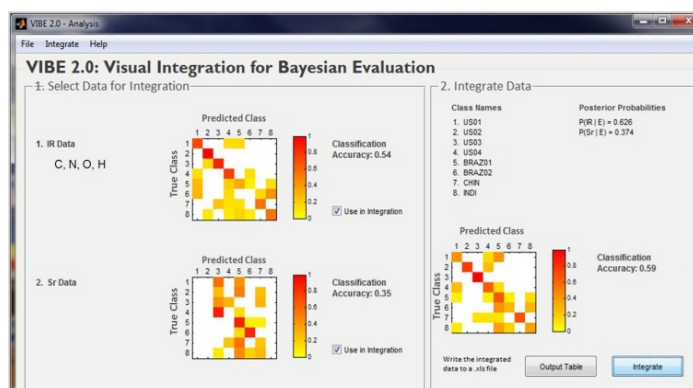 VIBE 2.0 - Analysis
File Integrate Help
VIBE 2.0: Visual Integration for Bayesian Evaluation
1. Select Data for Integration
Predicted Class
1 2 3 4 5 6 7 8
1. IR Data
C, N, O, H
True Class
1
2
3
4
5
6
7
8
1
0.8
0.6
0.4
0.2
0
Classification
Accuracy: 0.54
Use in Integration
Predicted Class
1 2 3 4 5 6 7 8
2. Sr Data
True Class
1
2
3
4
5
6
7
8
1
0.8
0.6
0.4
0.2
0
Classification
Accuracy: 0.35
Use in Integration
2. Integrate Data
Class Names
1. US01
2. US02
3. US03
4. US04
5. BRAZ01
6. BRAZ02
7. CHIN
8. INDI
Posterior Probabilities
P(IR | E) = 0.626
P(Sr | E) = 0.374
Predicted Class
1 2 3 4 5 6 7 8
True Class
1
2
3
4
5
6
7
8
1
0.8
0.6
0.4
0.2
0
Classification
Accuracy: 0.59
Write the integrated
data to a .xls file
Output Table
Integrate